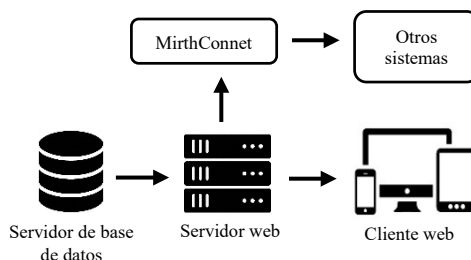 MirthConnet
Otros
sistemas
Servidor de base
de datos
Servidor web
Cliente web